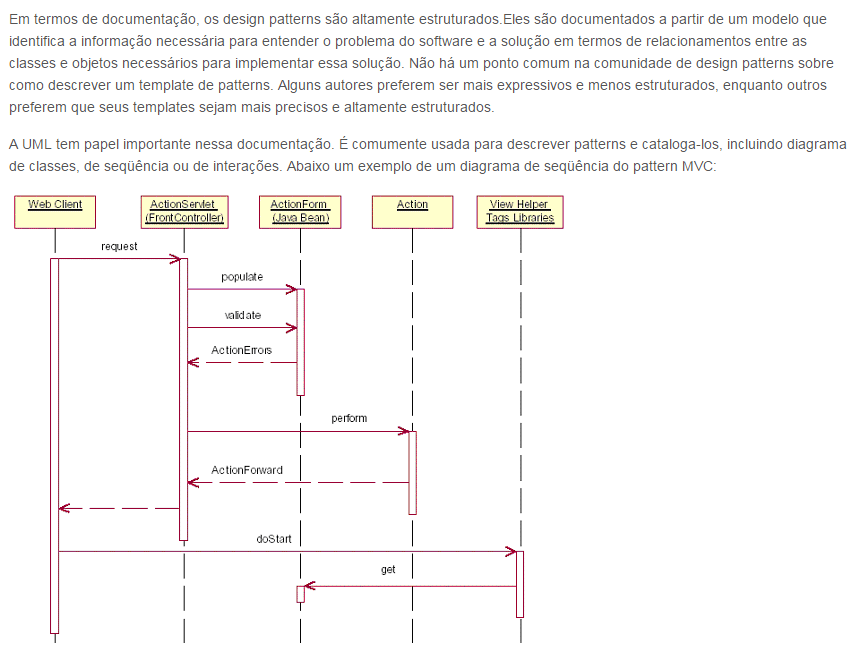 Em termos de documentação, os design patterns são altamente estruturados.Eles são documentados a partir de um modelo que
identifica a informação necessária para entender o problema do software e a solução em termos de relacionamentos entre as
classes e objetos necessários para implementar essa solução. Não há um ponto comum na comunidade de design patterns sobre
como descrever um template de patterns. Alguns autores preferem ser mais expressivos e menos estruturados, enquanto outros
preferem que seus templates sejam mais precisos e altamente estruturados.
A UML tem papel importante nessa documentação. É comumente usada para descrever patterns e cataloga-los, incluindo diagrama
de classes, de seqüência ou de interações. Abaixo um exemplo de um diagrama de seqüência do pattern MVC:
Web Client
ActionServlet
(FrontController)
ActionForm
(Java Bean)
Action
View Helper
Tags Libraries
request
populate
validate
ActionErrors
perform
ActionForward
doStart
get